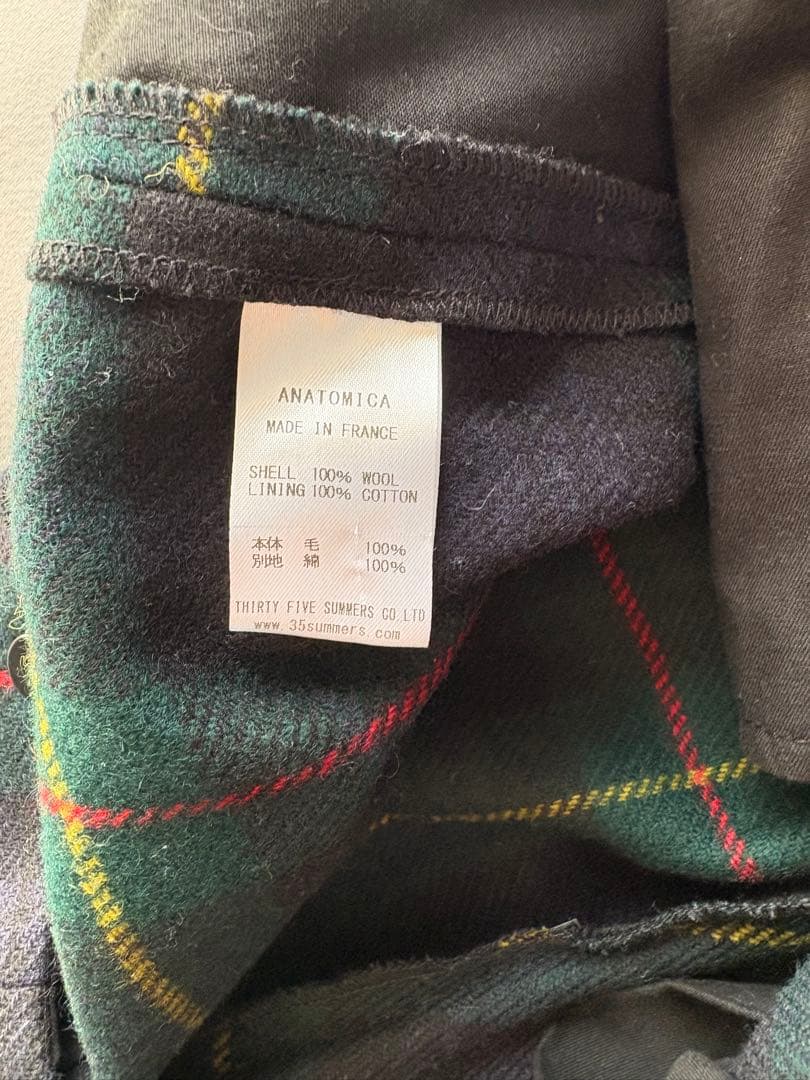 ANATOMICA
MADE IN FRANCE
SHELL 100% WOOL
LINING 100% COTTON
本体 毛 100%
別地 綿 100%
THIRTY FIVE SUMMERS CO,LTD
www.35summers.com